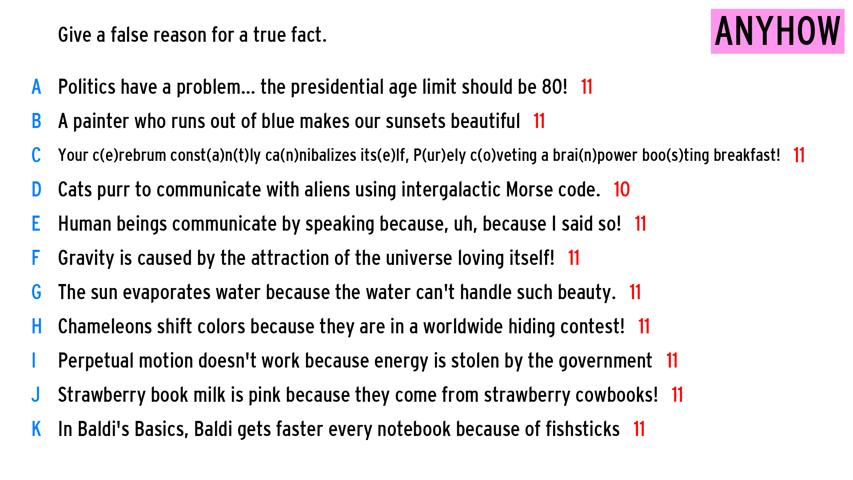 Give a false reason for a true fact.
ANYHOW
A Politics have a problem... the presidential age limit should be 80! 11
B A painter who runs out of blue makes our sunsets beautiful 11
C Your c(e)rebrum const(a)n(t)ly ca(n)nibalizes its(e)lf, P(ur)ely c(o)veting a brai(n)power boo(s)ting breakfast! 11
D Cats purr to communicate with aliens using intergalactic Morse code. 10
E Human beings communicate by speaking because, uh, because I said so! 11
F Gravity is caused by the attraction of the universe loving itself! 11
G The sun evaporates water because the water can't handle such beauty. 11
H Chameleons shift colors because they are in a worldwide hiding contest! 11
I Perpetual motion doesn't work because energy is stolen by the government 11
J Strawberry book milk is pink because they come from strawberry cowbooks! 11
K In Baldi's Basics, Baldi gets faster every notebook because of fishsticks 11